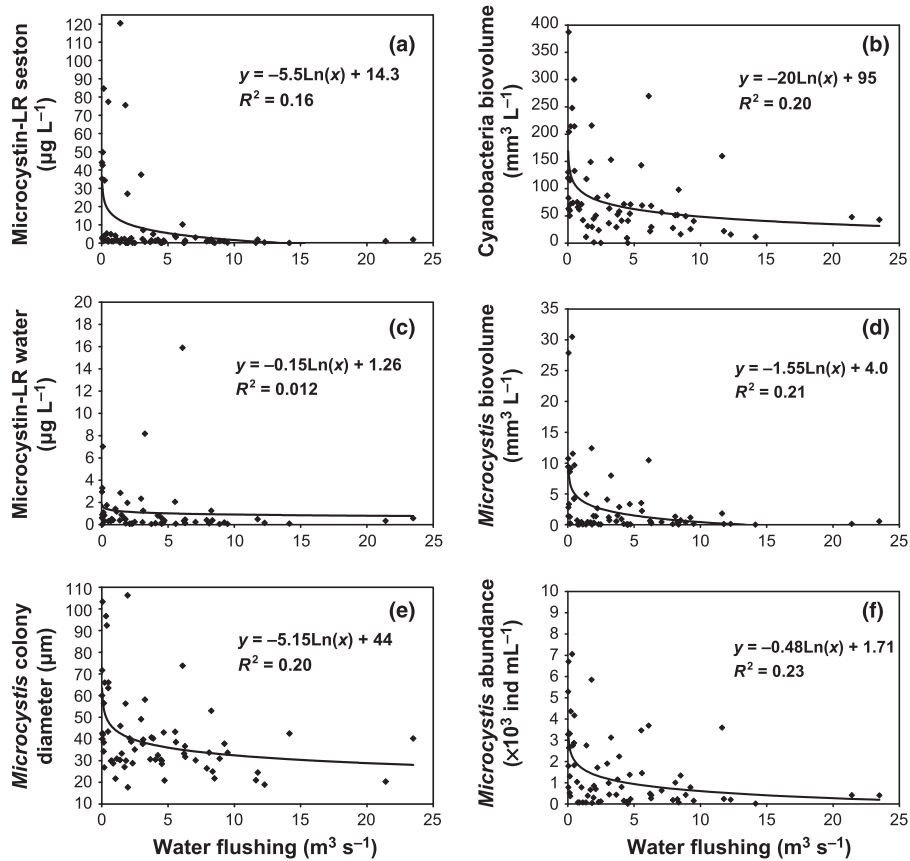 Microcystin-LR seston
(µg L⁻¹)
120
110
100
90
80
70
60
50
40
30
20
10
0
0 5 10 15 20 25
(a)
y = –5.5Ln(x) + 14.3
R² = 0.16
Cyanobacteria biovolume
(mm³ L⁻¹)
400
350
300
250
200
150
100
50
0
0 5 10 15 20 25
(b)
y = –20Ln(x) + 95
R² = 0.20
Microcystin-LR water
(µg L⁻¹)
20
18
16
14
12
10
8
6
4
2
0
0 5 10 15 20 25
(c)
y = –0.15Ln(x) + 1.26
R² = 0.012
Microcystis biovolume
(mm³ L⁻¹)
35
30
25
20
15
10
5
0
0 5 10 15 20 25
(d)
y = –1.55Ln(x) + 4.0
R² = 0.21
Microcystis colony
diameter (µm)
110
100
90
80
70
60
50
40
30
20
10
0 5 10 15 20 25
(e)
y = –5.15Ln(x) + 44
R² = 0.20
Water flushing (m³ s⁻¹)
Microcystis abundance
(×10³ ind mL⁻¹)
10
9
8
7
6
5
4
3
2
1
0
0 5 10 15 20 25
(f)
y = –0.48Ln(x) + 1.71
R² = 0.23
Water flushing (m³ s⁻¹)